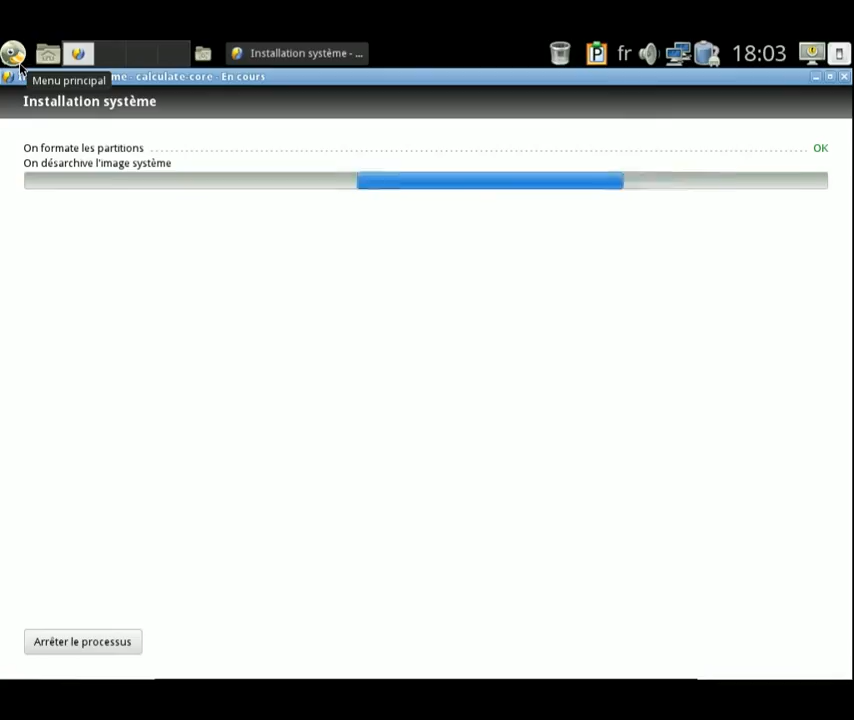 Installation système - ...
fr
18:03
Menu principal
me - calculate-core - En cours
Installation système
On formate les partitions OK
On désarchive l'image système
Arrêter le processus